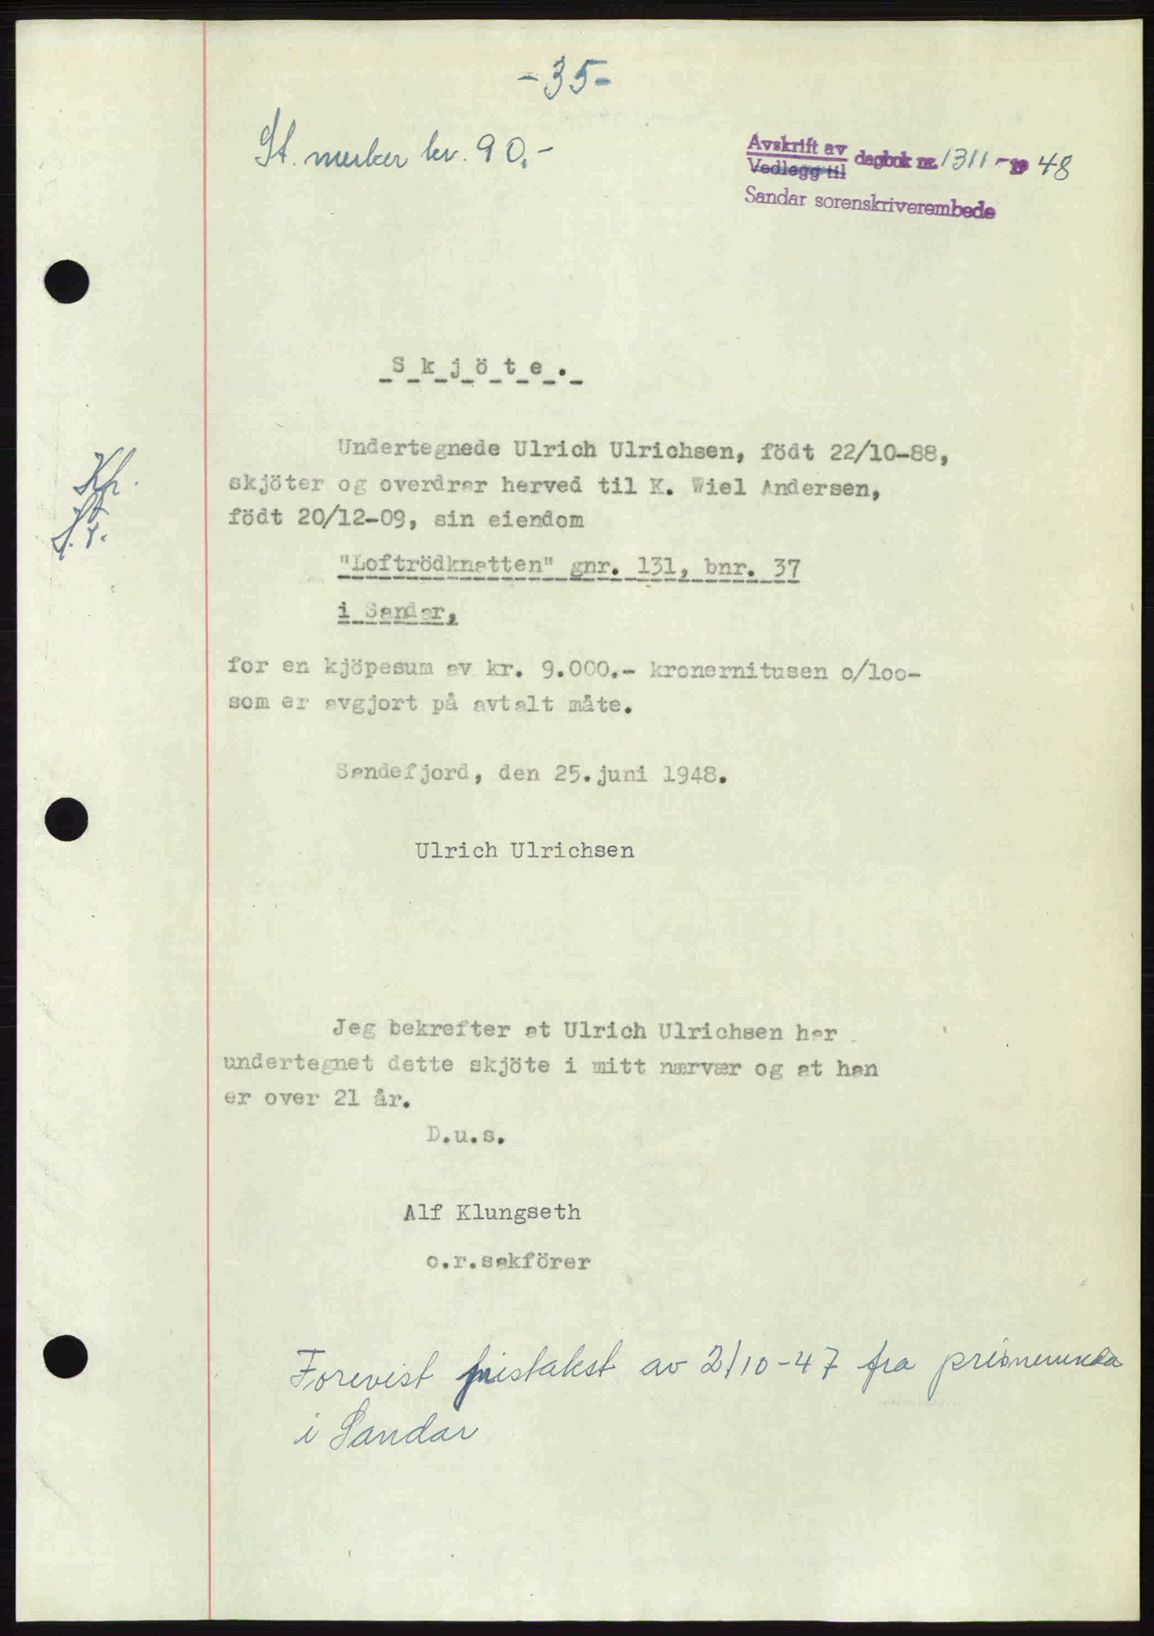 -35-
St. merker kr. 90,-
Avskrift av
Vedlegg til
dagbok nr. 1311 - 19 48
Sandar sorenskriverembede
Skjöte.
Undertegnede Ulrich Ulrichsen, födt 22/10-88,
skjöter og overdrar herved til K. Wiel Andersen,
födt 20/12-09, sin eiendom
"Loftrödknatten" gnr. 131, bnr. 37
i Sandar,
for en kjöpesum av kr. 9.000.- kronernitusen o/loo-
som er avgjort på avtalt måte.
Sandefjord, den 25.juni 1948.
Ulrich Ulrichsen
Jeg bekrefter at Ulrich Ulrichsen har
undertegnet dette skjöte i mitt nærvær og at han
er over 21 år.
D.u.s.
Alf Klungseth
o.r.sakförer
Forevist pristakst av 2/10-47 fra prisnemnda
i Sandar